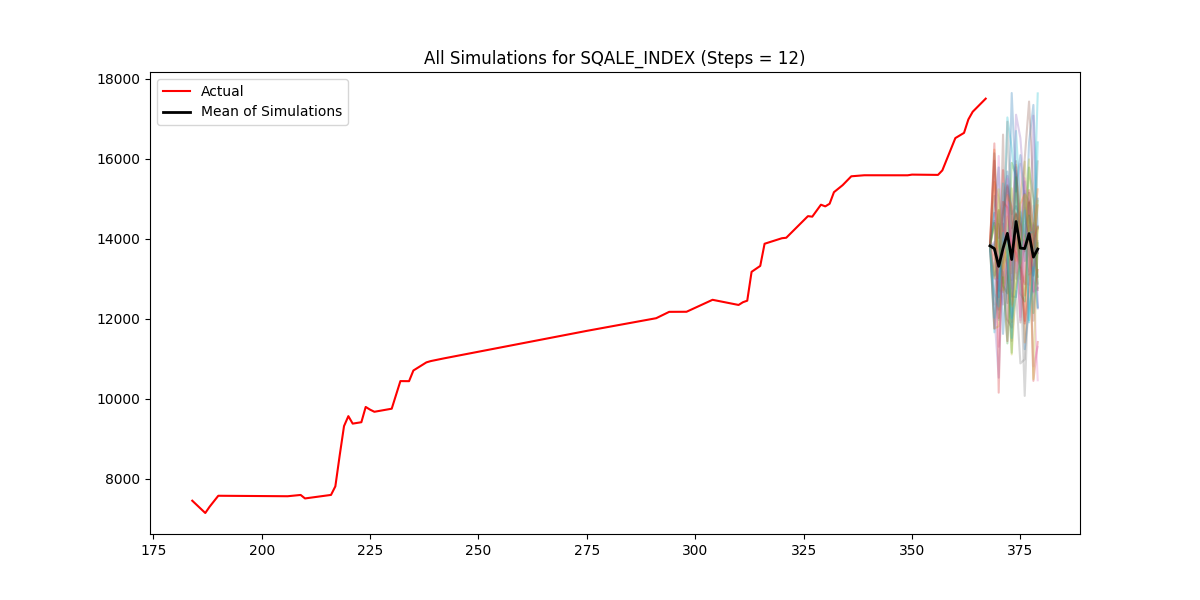 All Simulations for SQALE_INDEX (Steps = 12)
Actual
Mean of Simulations
18000
16000
14000
12000
10000
8000
175 200 225 250 275 300 325 350 375